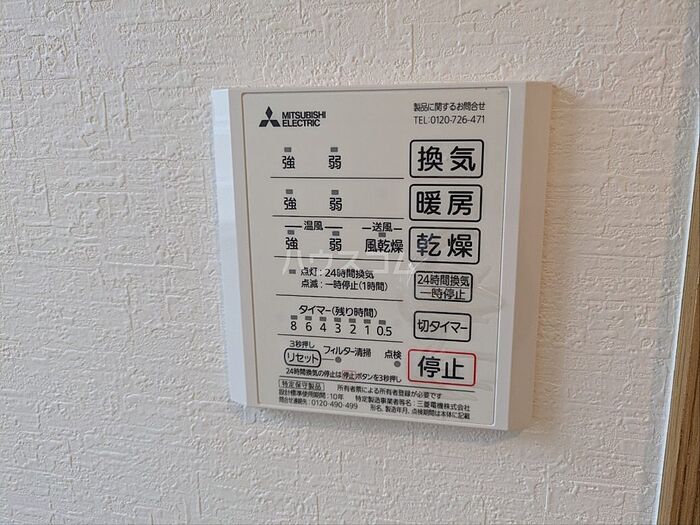 MITSUBISHI
ELECTRIC
製品に関するお問合せ
TEL:0120-726-471
強 弱 換気
強 弱 暖房
温風 送風
強 弱 風乾燥 乾燥
点灯:24時間換気
点滅:一時停止(1時間)
24時間換気
一時停止
タイマー(残り時間)
8 6 4 3 2 1 0.5
切タイマー
3秒押し
リセット フィルター清掃 点検
停止
24時間換気の停止は停止ボタンを3秒押し
特定保守製品 所有者票による所有者登録が必要です
設計標準使用期間:10年 特定製造事業者等名:三菱電機株式会社
問合せ連絡先:0120-490-499 形名、製造年月、点検期間は本体に記載
ハウスコム